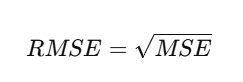 RMSE = √MSE